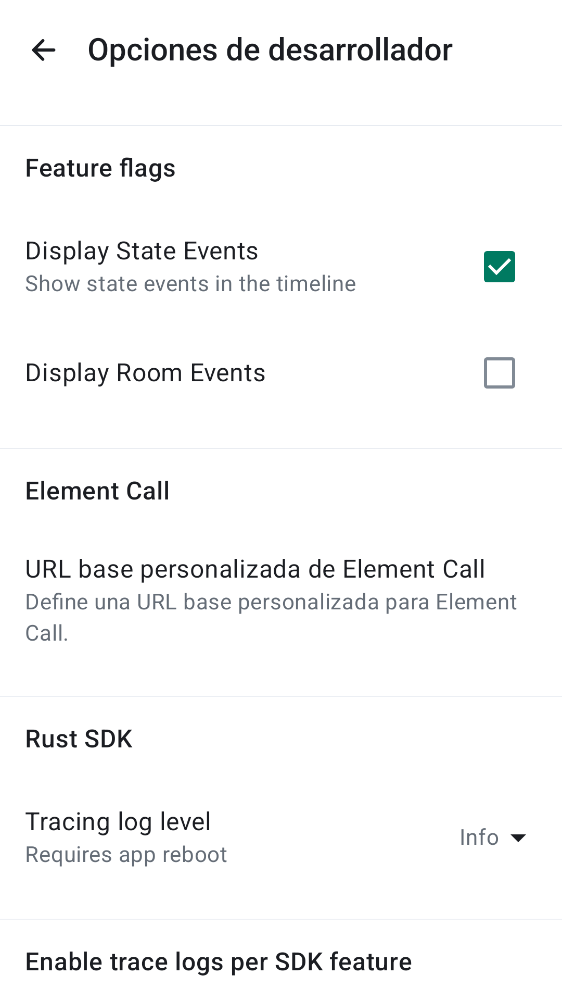 Opciones de desarrollador
Feature flags
Display State Events
Show state events in the timeline
Display Room Events
Element Call
URL base personalizada de Element Call
Define una URL base personalizada para Element
Call.
Rust SDK
Tracing log level
Requires app reboot
Info
Enable trace logs per SDK feature